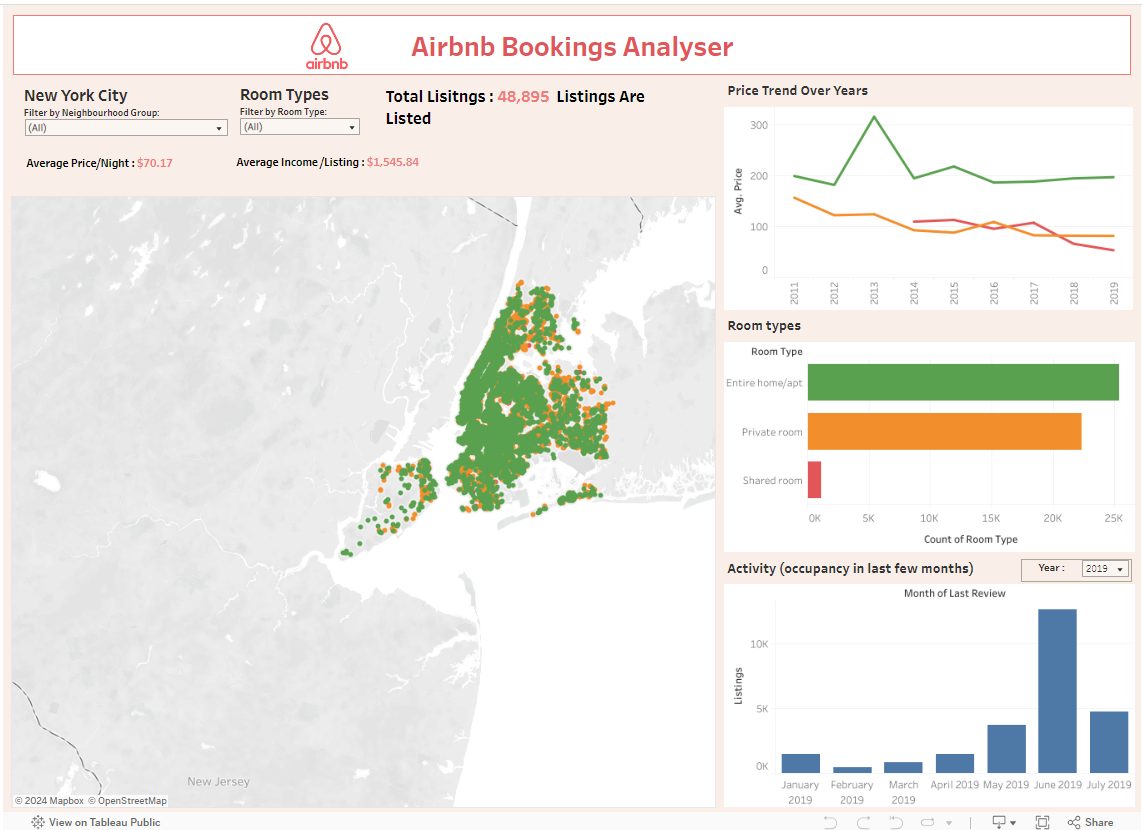 airbnb
Airbnb Bookings Analyser
New York City
Filter by Neighbourhood Group:
(All)
Room Types
Filter by Room Type:
(All)
Total Lisitngs : 48,895 Listings Are
Listed
Average Price/Night : $70.17
Average Income /Listing : $1,545.84
New Jersey
© 2024 Mapbox © OpenStreetMap
Price Trend Over Years
Avg. Price
300
200
100
0
2011
2012
2013
2014
2015
2016
2017
2018
2019
Room types
Room Type
Entire home/apt
Private room
Shared room
0K
5K
10K
15K
20K
25K
Count of Room Type
Activity (occupancy in last few months)
Year :
2019
Month of Last Review
Listings
10K
5K
0K
January
2019
February
2019
March
2019
April 2019
May 2019
June 2019
July 2019
View on Tableau Public
Share